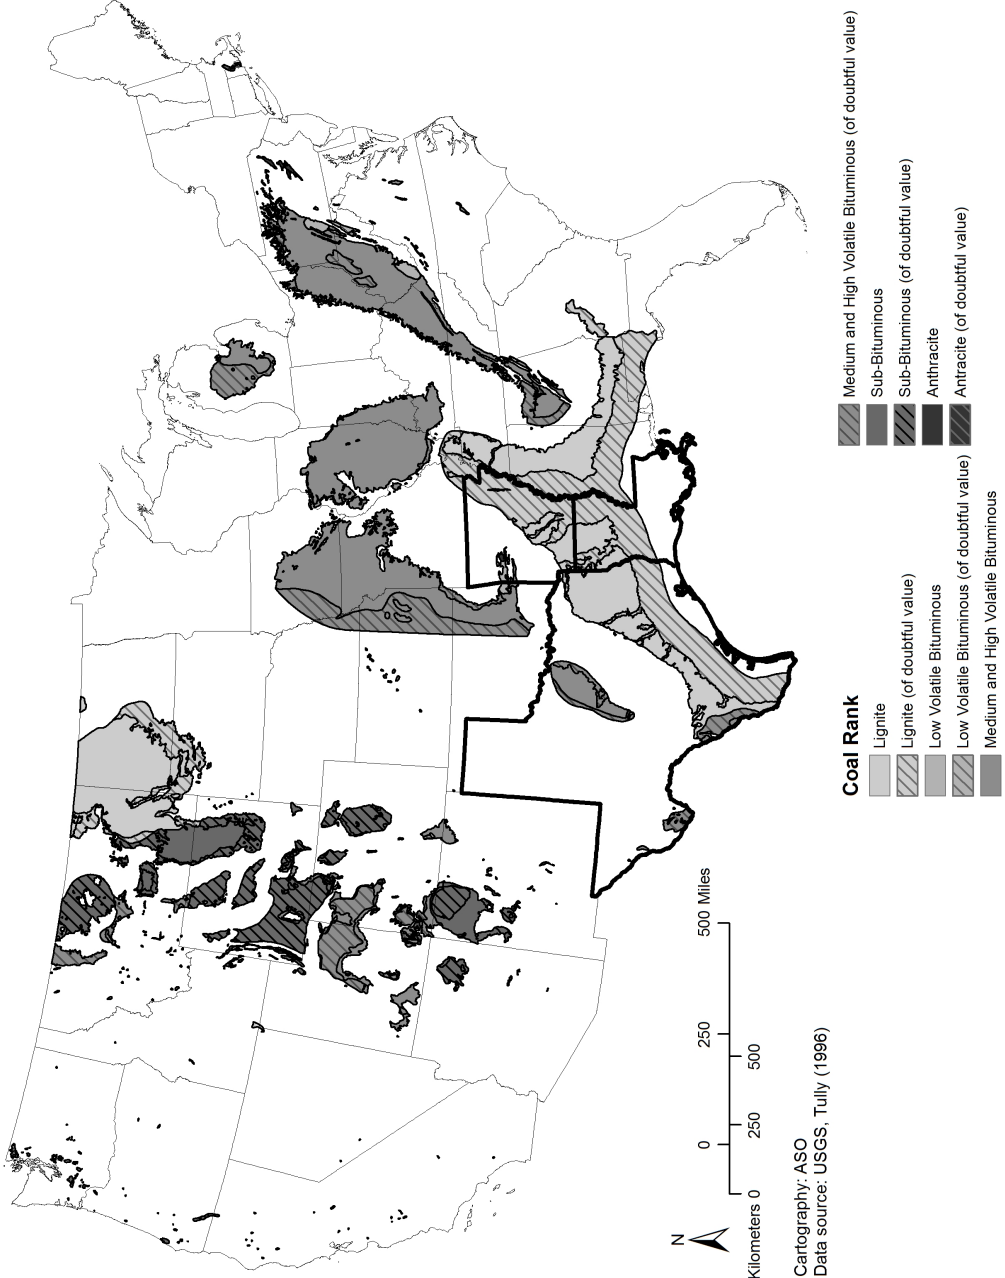 Coal Rank
Lignite
Lignite (of doubtful value)
Low Volatile Bituminous
Low Volatile Bituminous (of doubtful value)
Medium and High Volatile Bituminous
Medium and High Volatile Bituminous (of doubtful value)
Sub-Bituminous
Sub-Bituminous (of doubtful value)
Anthracite
Antracite (of doubtful value)
N
0 250 500 Miles
Kilometers 0 250 500
Cartography: ASO
Data source: USGS, Tully (1996)